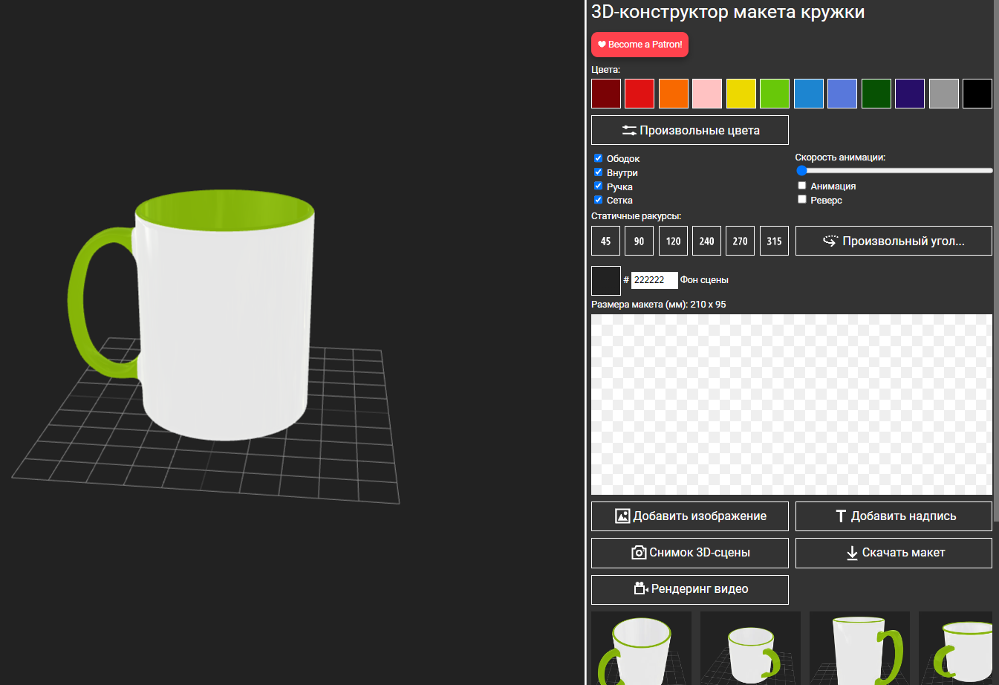 3D-конструктор макета кружки
Become a Patron!
Цвета:
Произвольные цвета
Ободок
Внутри
Ручка
Сетка
Скорость анимации:
Анимация
Реверс
Статичные ракурсы:
45 90 120 240 270 315 Произвольный угол...
# 222222 Фон сцены
Размера макета (мм): 210 x 95
Добавить изображение
Добавить надпись
Снимок 3D-сцены
Скачать макет
Рендеринг видео